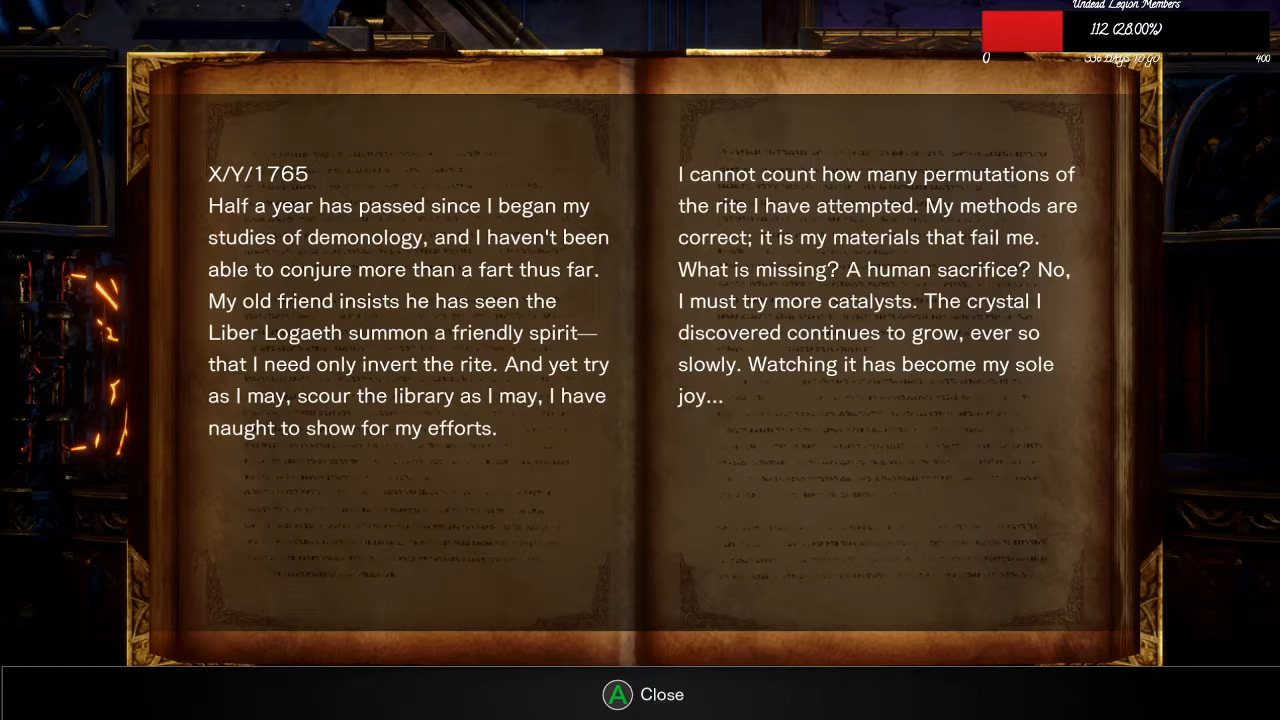 Undead Legion Members
112 (28.00%)
0
336 Days To go
400
X/Y/1765
Half a year has passed since I began my
studies of demonology, and I haven't been
able to conjure more than a fart thus far.
My old friend insists he has seen the
Liber Logaeth summon a friendly spirit—
that I need only invert the rite. And yet try
as I may, scour the library as I may, I have
naught to show for my efforts.
I cannot count how many permutations of
the rite I have attempted. My methods are
correct; it is my materials that fail me.
What is missing? A human sacrifice? No,
I must try more catalysts. The crystal I
discovered continues to grow, ever so
slowly. Watching it has become my sole
joy...
A Close